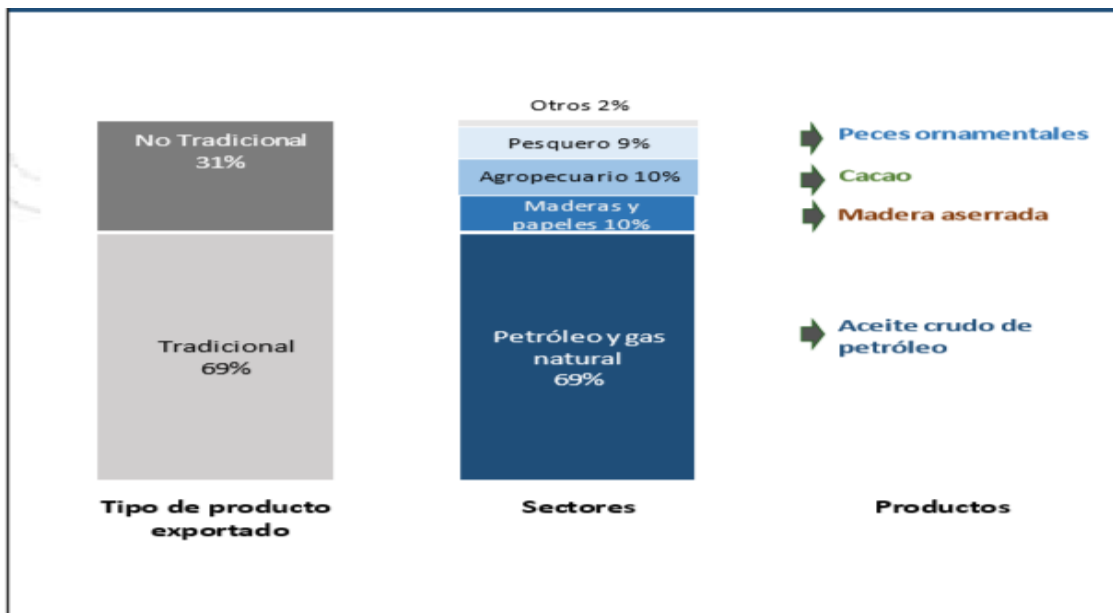 No Tradicional
31%
Tradicional
69%
Tipo de producto
exportado
Otros 2%
Pesquero 9%
Agropecuario 10%
Maderas y
papeles 10%
Petróleo y gas
natural
69%
Sectores
Peces ornamentales
Cacao
Madera aserrada
Aceite crudo de
petróleo
Productos